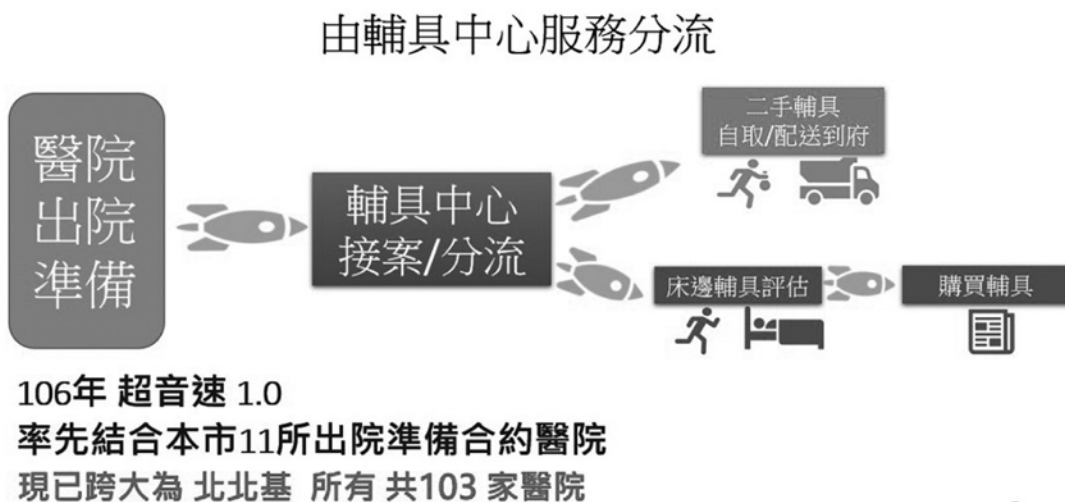 由輔具中心服務分流
醫院
出院
準備
輔具中心
接案/分流
二手輔具
自取/配送到府
床邊輔具評估
購買輔具
106年 超音速 1.0
率先結合本市11所出院準備合約醫院
現已跨大為 北北基 所有 共103 家醫院